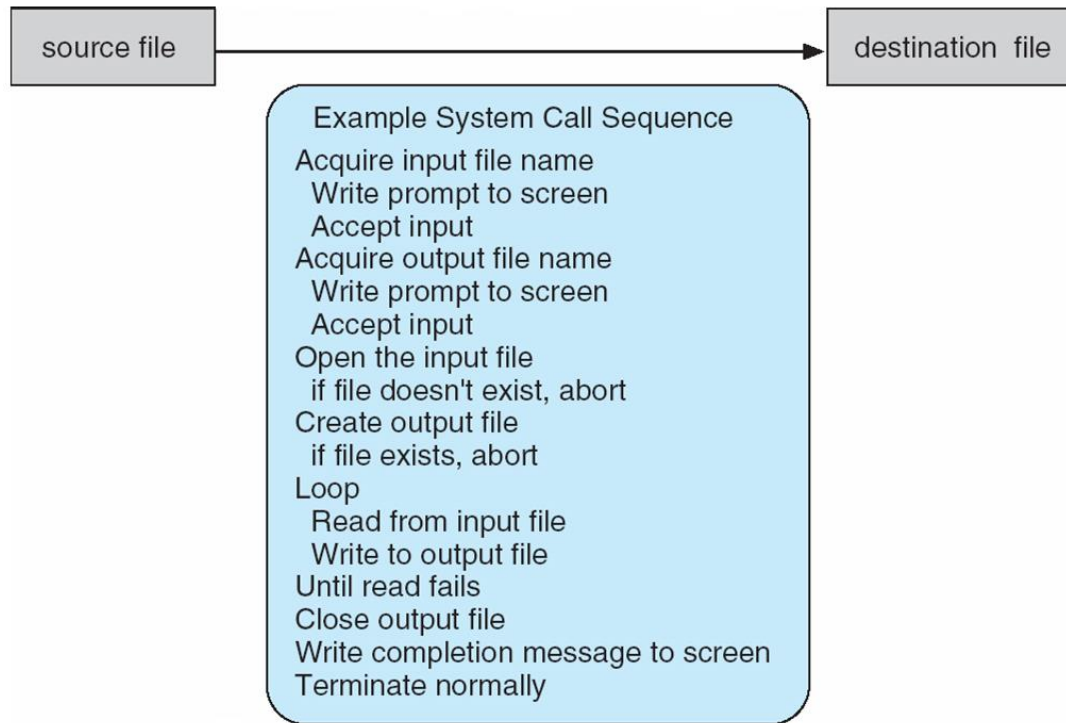 source file
destination file
Example System Call Sequence
Acquire input file name
Write prompt to screen
Accept input
Acquire output file name
Write prompt to screen
Accept input
Open the input file
if file doesn't exist, abort
Create output file
if file exists, abort
Loop
Read from input file
Write to output file
Until read fails
Close output file
Write completion message to screen
Terminate normally